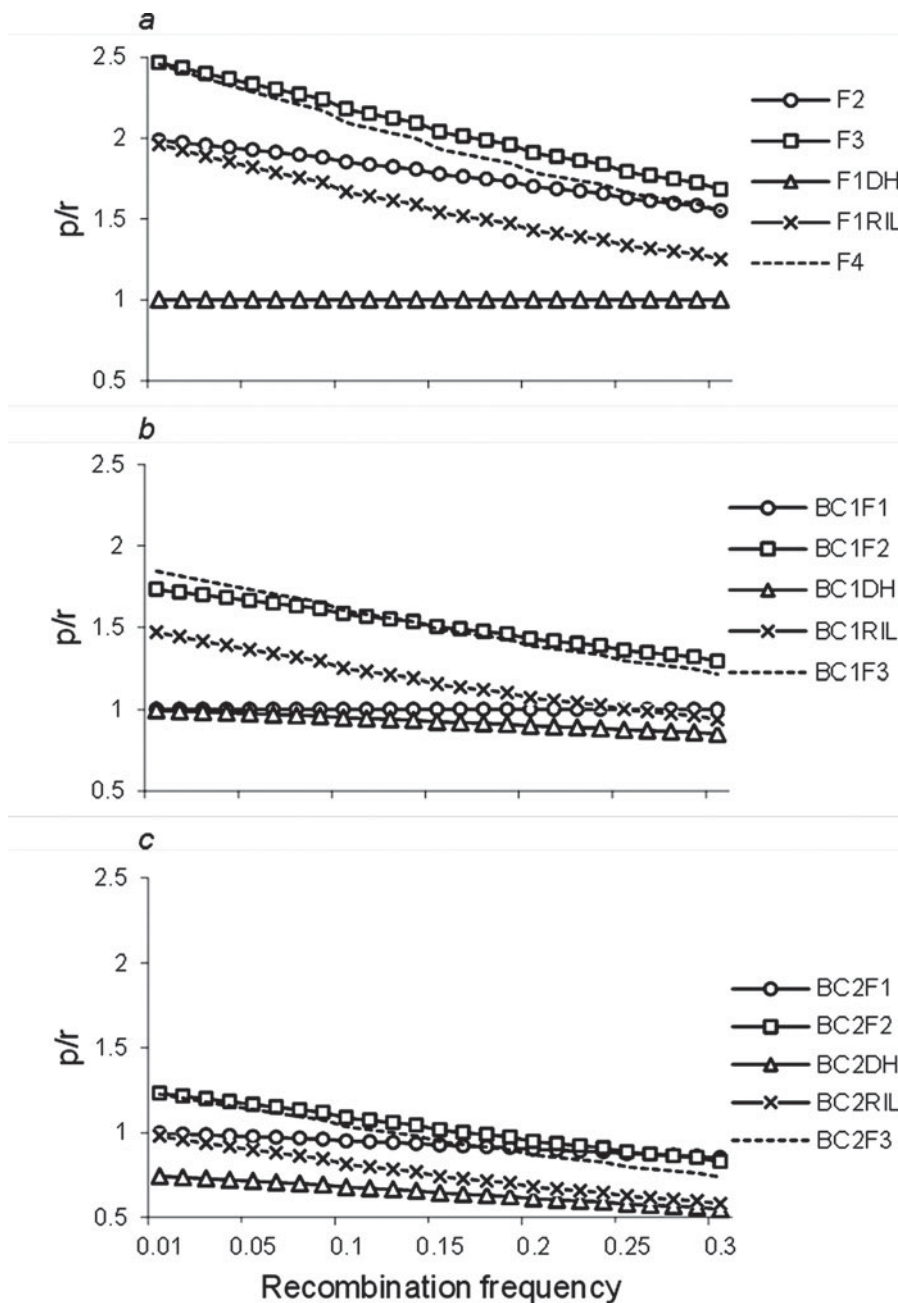 a
2.5
2
1.5
1
0.5
p/r
F2
F3
F1DH
F1RIL
F4
b
2.5
2
1.5
1
0.5
p/r
BC1F1
BC1F2
BC1DH
BC1RIL
BC1F3
c
2.5
2
1.5
1
0.5
p/r
BC2F1
BC2F2
BC2DH
BC2RIL
BC2F3
0.01 0.05 0.1 0.15 0.2 0.25 0.3
Recombination frequency